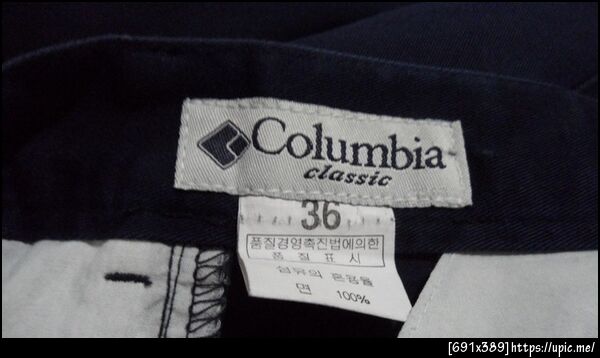 Columbia
classic
36
품질경영촉진법에의한
품 질 표 시
섬유의 혼용율
면 100%
[691x389]https://upic.me/